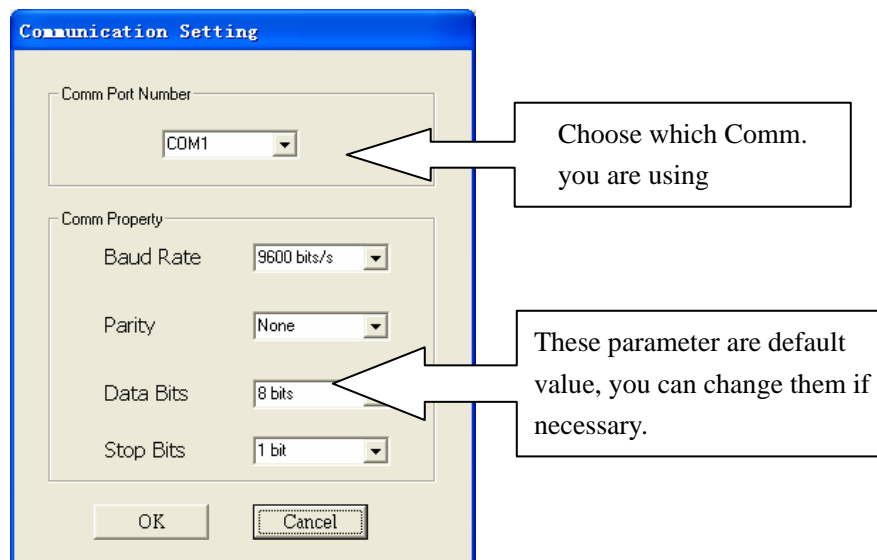 Communication Setting
Comm Port Number
COM1
Choose which Comm.
you are using
Comm Property
Baud Rate 9600 bits/s
Parity None
These parameter are default
value, you can change them if
necessary.
Data Bits 8 bits
Stop Bits 1 bit
OK Cancel